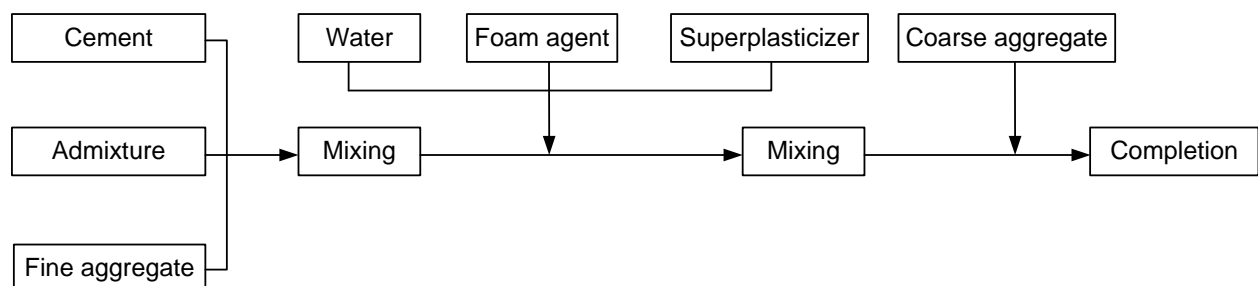 Cement
Water
Foam agent
Superplasticizer
Coarse aggregate
Admixture
Mixing
Mixing
Completion
Fine aggregate